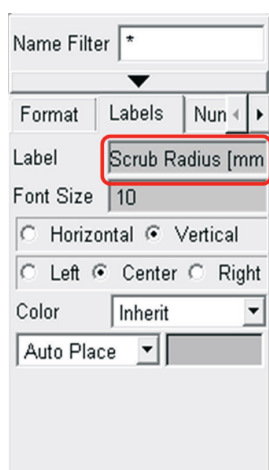 Name Filter *
Format Labels Nun
Label Scrub Radius [mm
Font Size 10
Horizontal Vertical
Left Center Right
Color Inherit
Auto Place